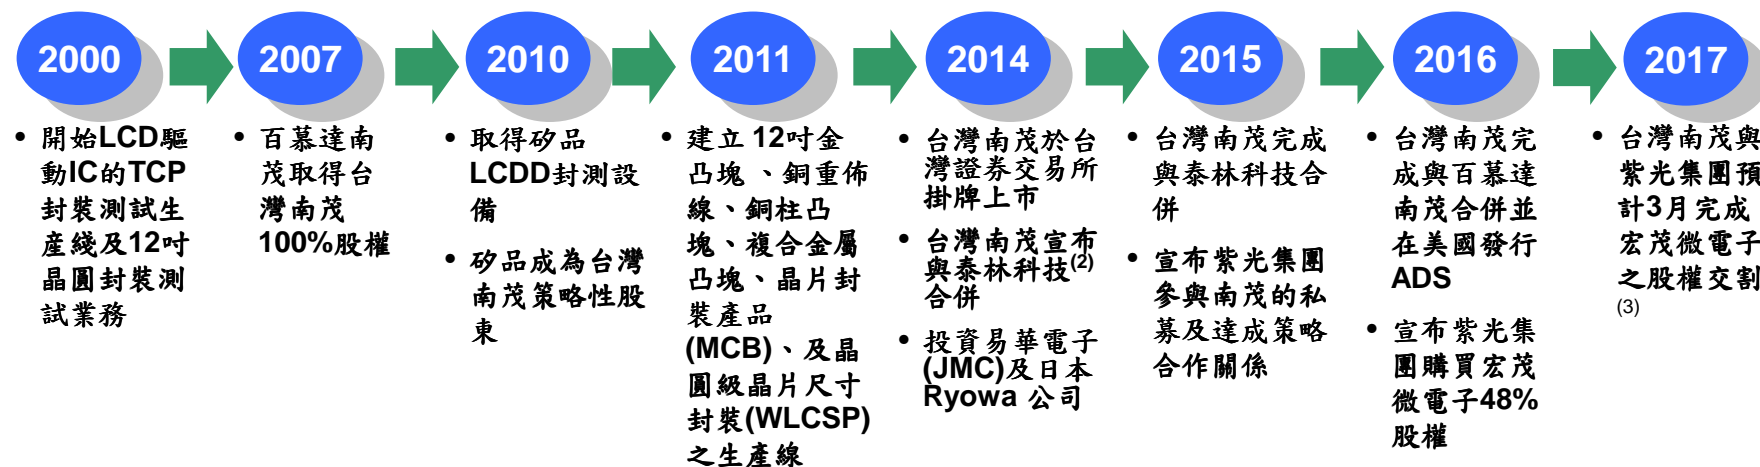 2000
2007
2010
2011
2014
2015
2016
2017
• 開始LCD驅
動IC的TCP
封裝測試生
產綫及12吋
晶圓封裝測
試業務
• 百慕達南
茂取得台
灣南茂
100%股權
• 取得矽品
LCDD封測設
備
• 矽品成為台灣
南茂策略性股
東
• 建立 12吋金
凸塊 、銅重佈
線、銅柱凸
塊、複合金屬
凸塊、晶片封
裝產品
(MCB)、及晶
圓級晶片尺寸
封裝(WLCSP)
之生產線
• 台灣南茂於台
灣證券交易所
掛牌上市
• 台灣南茂宣布
與泰林科技(2)
合併
• 投資易華電子
(JMC)及日本
Ryowa 公司
• 台灣南茂完成
與泰林科技合
併
• 宣布紫光集團
參與南茂的私
募及達成策略
合作關係
• 台灣南茂完
成與百慕達
南茂合併並
在美國發行
ADS
• 宣布紫光集
團購買宏茂
微電子48%
股權
• 台灣南茂與
紫光集團預
計3月完成
宏茂微電子
之股權交割
(3)